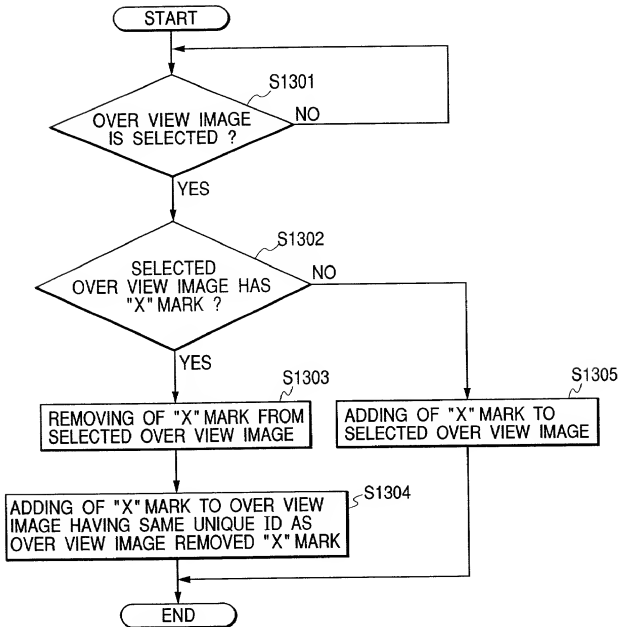 START
S1301
OVER VIEW IMAGE
IS SELECTED ?
NO
YES
S1302
SELECTED
OVER VIEW IMAGE HAS
"X" MARK ?
NO
YES
S1303
REMOVING OF "X" MARK FROM
SELECTED OVER VIEW IMAGE
S1305
ADDING OF "X" MARK TO
SELECTED OVER VIEW IMAGE
S1304
ADDING OF "X" MARK TO OVER VIEW
IMAGE HAVING SAME UNIQUE ID AS
OVER VIEW IMAGE REMOVED "X" MARK
END